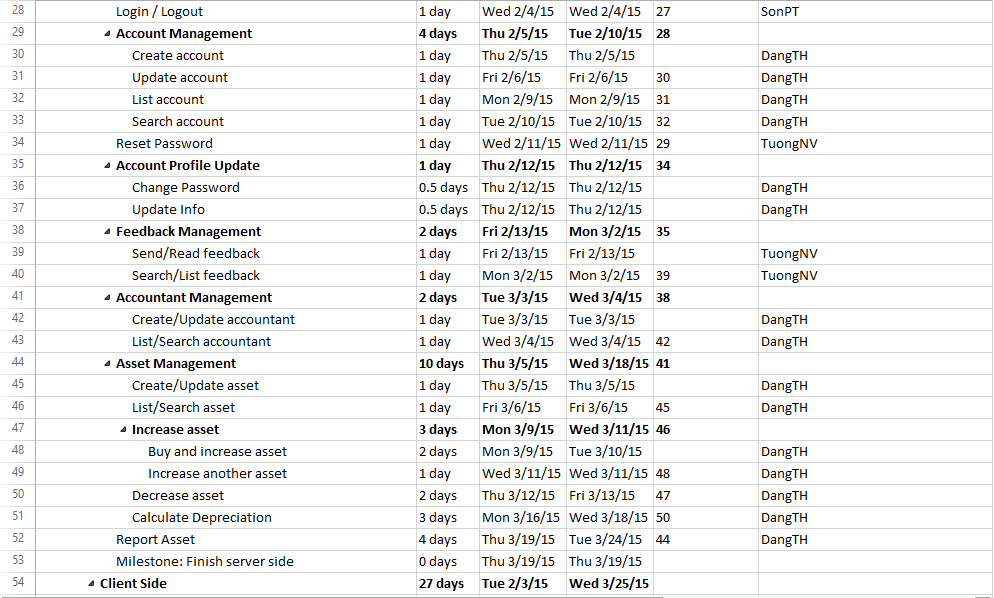 28 Login / Logout 1 day Wed 2/4/15 Wed 2/4/15 27 SonPT
29 Account Management 4 days Thu 2/5/15 Tue 2/10/15 28
30 Create account 1 day Thu 2/5/15 Thu 2/5/15 DangTH
31 Update account 1 day Fri 2/6/15 Fri 2/6/15 30 DangTH
32 List account 1 day Mon 2/9/15 Mon 2/9/15 31 DangTH
33 Search account 1 day Tue 2/10/15 Tue 2/10/15 32 DangTH
34 Reset Password 1 day Wed 2/11/15 Wed 2/11/15 29 TuongNV
35 Account Profile Update 1 day Thu 2/12/15 Thu 2/12/15 34
36 Change Password 0.5 days Thu 2/12/15 Thu 2/12/15 DangTH
37 Update Info 0.5 days Thu 2/12/15 Thu 2/12/15 DangTH
38 Feedback Management 2 days Fri 2/13/15 Mon 3/2/15 35
39 Send/Read feedback 1 day Fri 2/13/15 Fri 2/13/15 TuongNV
40 Search/List feedback 1 day Mon 3/2/15 Mon 3/2/15 39 TuongNV
41 Accountant Management 2 days Tue 3/3/15 Wed 3/4/15 38
42 Create/Update accountant 1 day Tue 3/3/15 Tue 3/3/15 DangTH
43 List/Search accountant 1 day Wed 3/4/15 Wed 3/4/15 42 DangTH
44 Asset Management 10 days Thu 3/5/15 Wed 3/18/15 41
45 Create/Update asset 1 day Thu 3/5/15 Thu 3/5/15 DangTH
46 List/Search asset 1 day Fri 3/6/15 Fri 3/6/15 45 DangTH
47 Increase asset 3 days Mon 3/9/15 Wed 3/11/15 46
48 Buy and increase asset 2 days Mon 3/9/15 Tue 3/10/15 DangTH
49 Increase another asset 1 day Wed 3/11/15 Wed 3/11/15 48 DangTH
50 Decrease asset 2 days Thu 3/12/15 Fri 3/13/15 47 DangTH
51 Calculate Depreciation 3 days Mon 3/16/15 Wed 3/18/15 50 DangTH
52 Report Asset 4 days Thu 3/19/15 Tue 3/24/15 44 DangTH
53 Milestone: Finish server side 0 days Thu 3/19/15 Thu 3/19/15
54 Client Side 27 days Tue 2/3/15 Wed 3/25/15